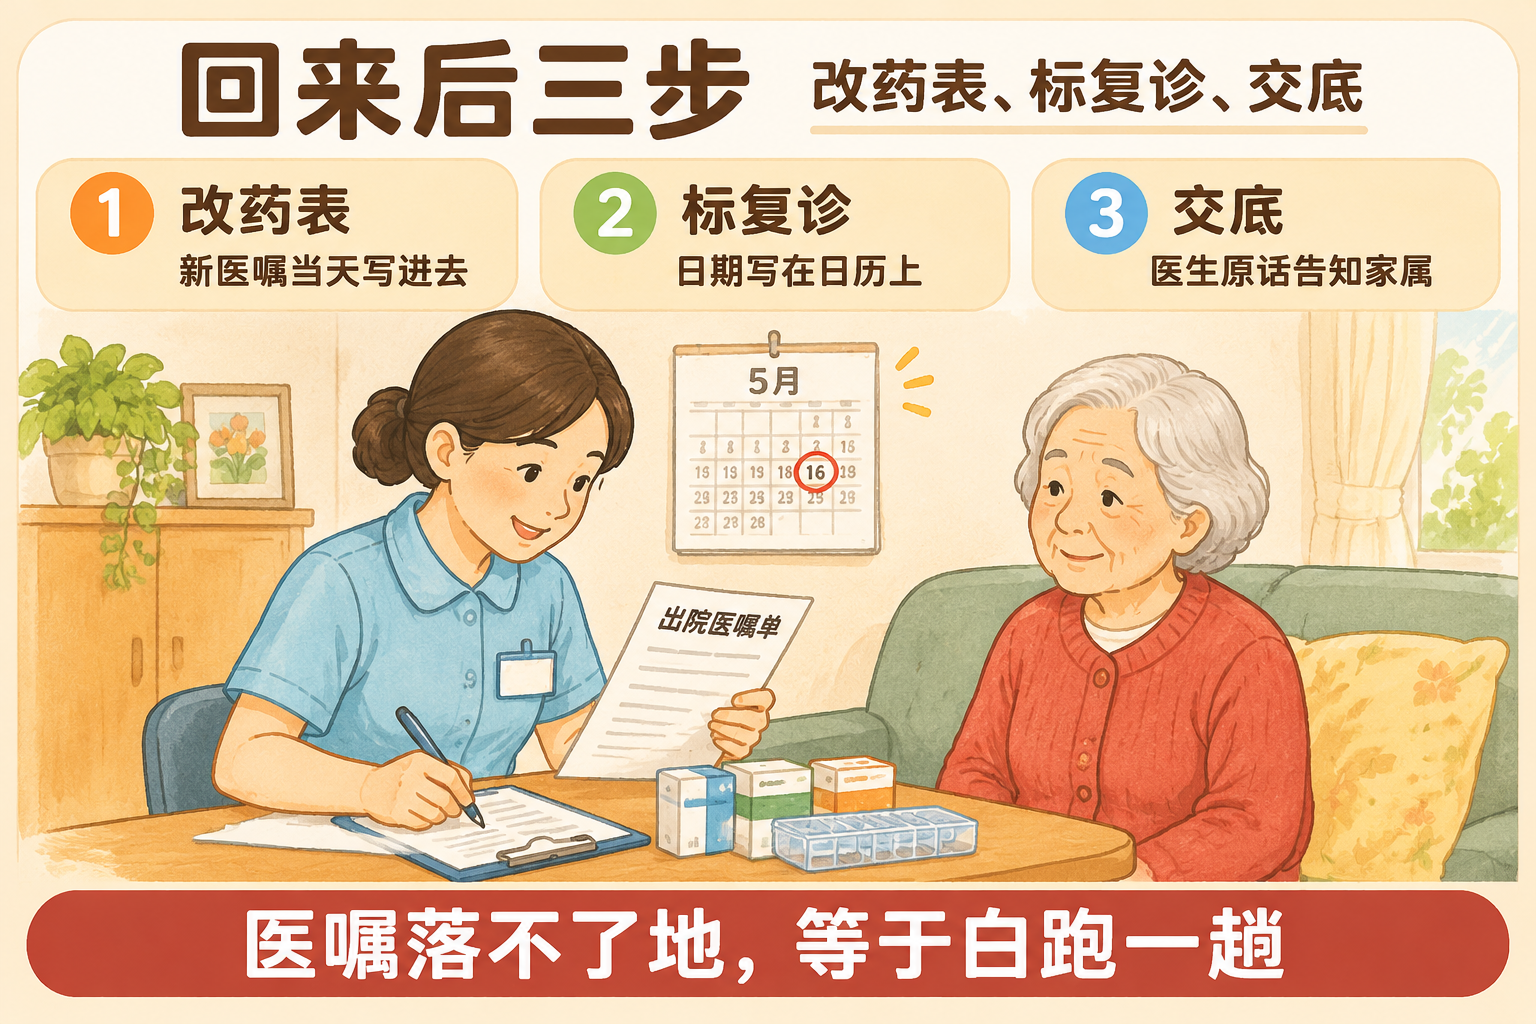 回来后三步
改药表、标复诊、交底
1 改药表
新医嘱当天写进去
2 标复诊
日期写在日历上
3 交底
医生原话告知家属
5月
16
出院医嘱单
医嘱落不了地，等于白跑一趟